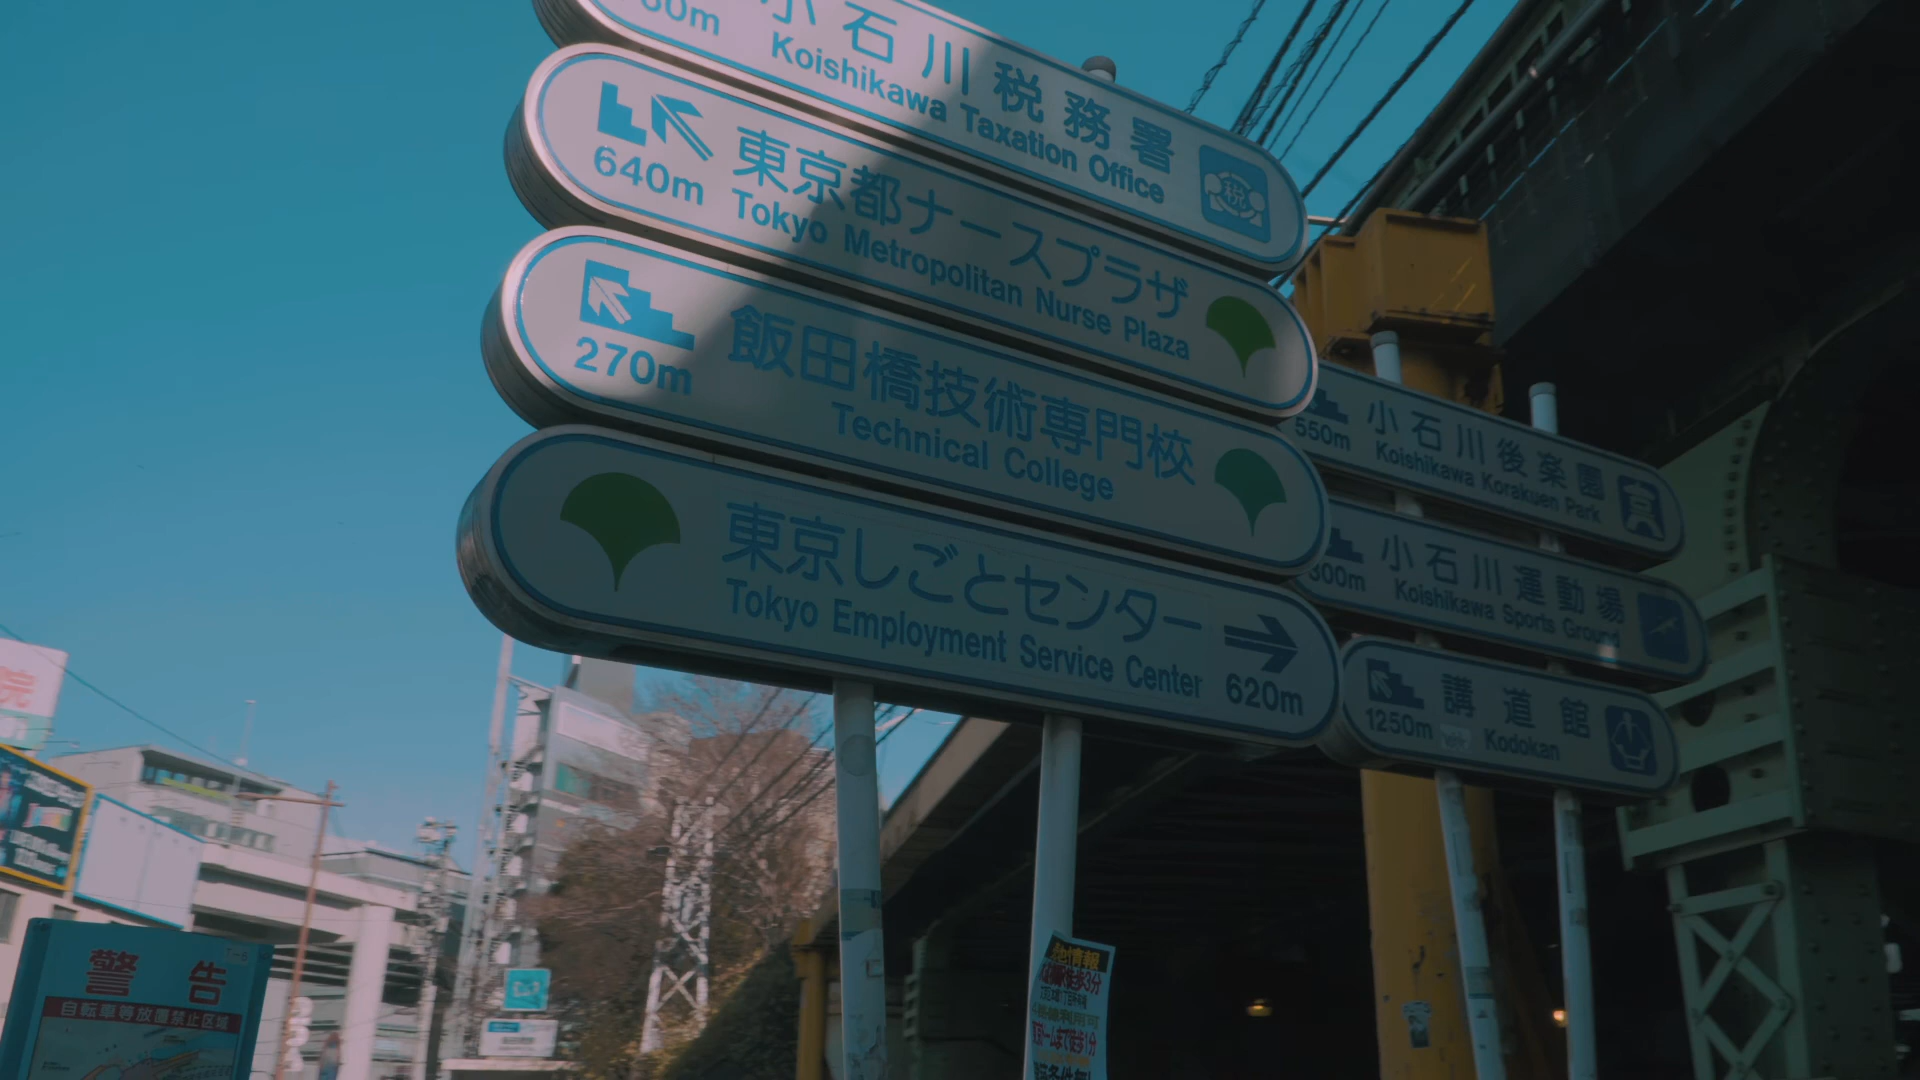 小石川税務署
Koishikawa Taxation Office
税
640m
東京都ナースプラザ
Tokyo Metropolitan Nurse Plaza
270m
飯田橋技術専門校
Technical College
東京しごとセンター
Tokyo Employment Service Center
620m
550m
小石川後楽園
Koishikawa Korakuen Park
小石川運動場
Koishikawa Sports Ground
1250m
講道館
Kodokan
院
警告
自転車等放置禁止区域